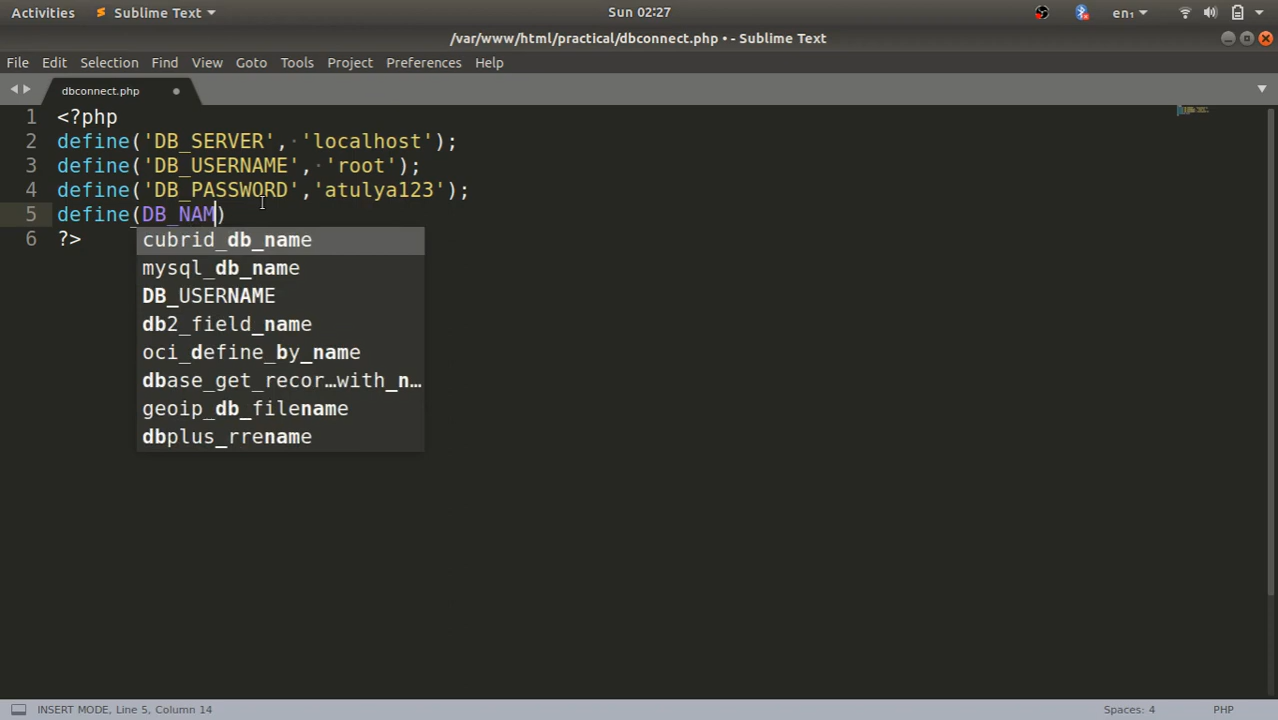 Activities Sublime Text Sun 02:27 en₁
/var/www/html/practical/dbconnect.php • - Sublime Text
File Edit Selection Find View Goto Tools Project Preferences Help
dbconnect.php
1 <?php
2 define('DB_SERVER', 'localhost');
3 define('DB_USERNAME', 'root');
4 define('DB_PASSWORD','atulya123');
5 define(DB_NAM)
6 ?>
cubrid_db_name
mysql_db_name
DB_USERNAME
db2_field_name
oci_define_by_name
dbase_get_recor…with_n…
geoip_db_filename
dbplus_rrename
INSERT MODE, Line 5, Column 14 Spaces: 4 PHP